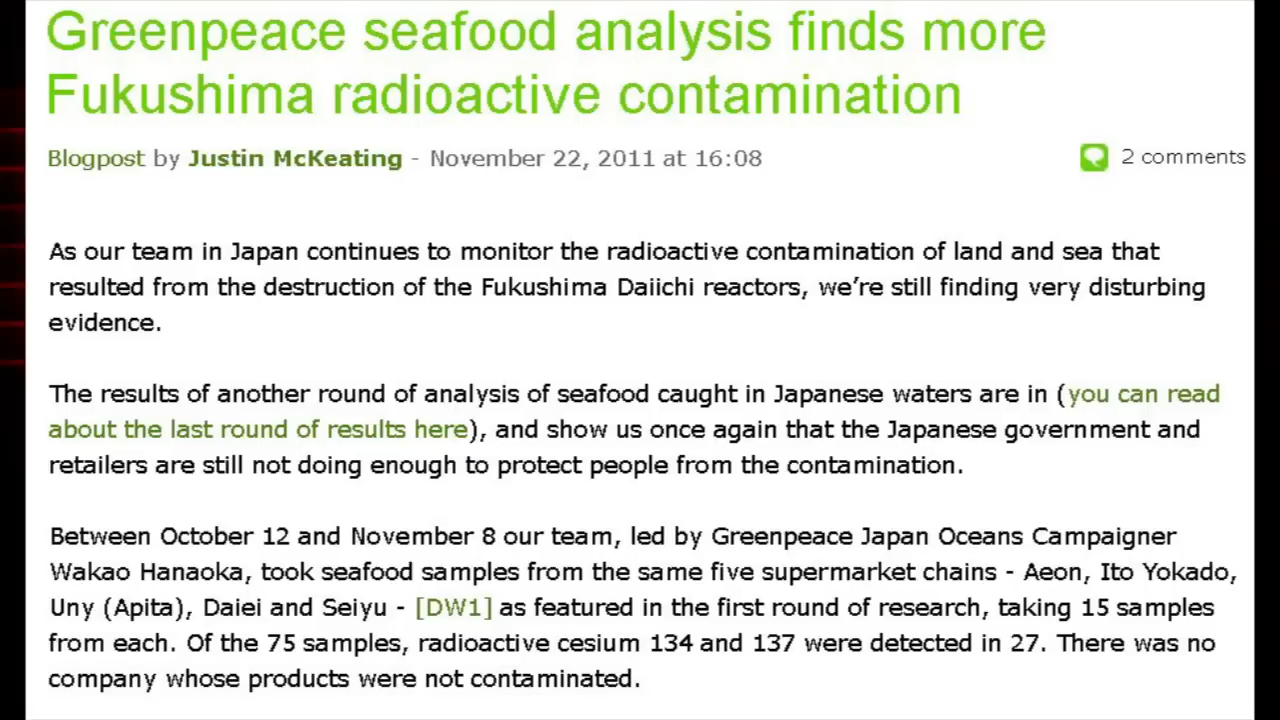 Greenpeace seafood analysis finds more
Fukushima radioactive contamination
Blogpost by Justin McKeating - November 22, 2011 at 16:08
2 comments
As our team in Japan continues to monitor the radioactive contamination of land and sea that
resulted from the destruction of the Fukushima Daiichi reactors, we’re still finding very disturbing
evidence.
The results of another round of analysis of seafood caught in Japanese waters are in (you can read
about the last round of results here), and show us once again that the Japanese government and
retailers are still not doing enough to protect people from the contamination.
Between October 12 and November 8 our team, led by Greenpeace Japan Oceans Campaigner
Wakao Hanaoka, took seafood samples from the same five supermarket chains - Aeon, Ito Yokado,
Uny (Apita), Daiei and Seiyu - [DW1] as featured in the first round of research, taking 15 samples
from each. Of the 75 samples, radioactive cesium 134 and 137 were detected in 27. There was no
company whose products were not contaminated.